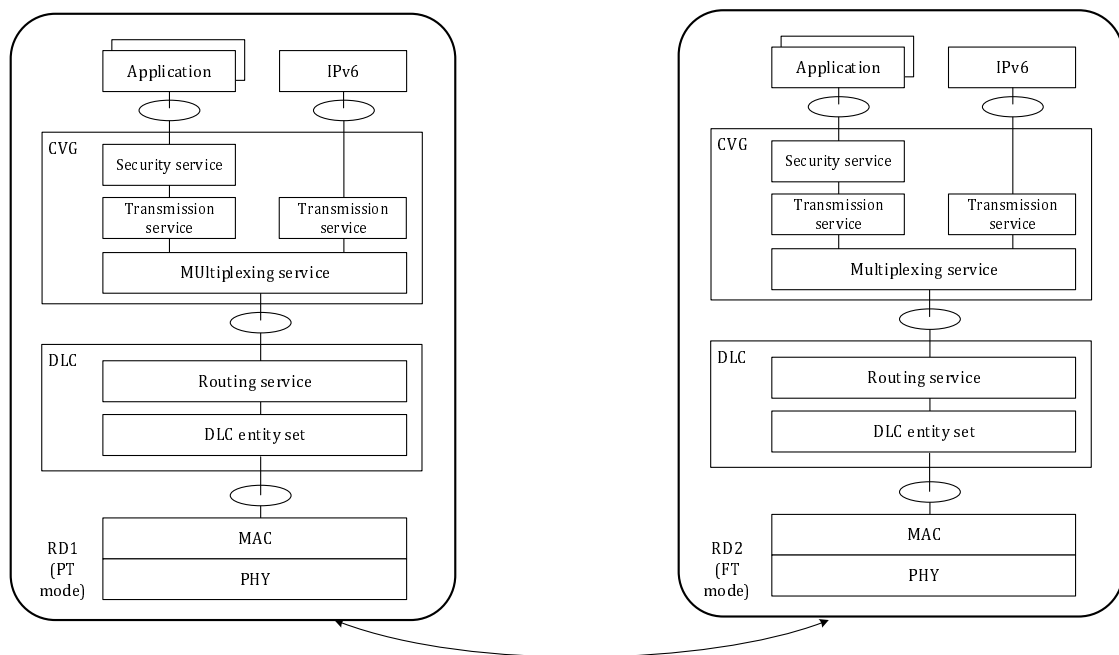 Application
IPv6
CVG
Security service
Transmission
service
Transmission
service
MUltiplexing service
DLC
Routing service
DLC entity set
MAC
PHY
RD1
(PT
mode)
Application
IPv6
CVG
Security service
Transmission
service
Transmission
service
Multiplexing service
DLC
Routing service
DLC entity set
MAC
PHY
RD2
(FT
mode)